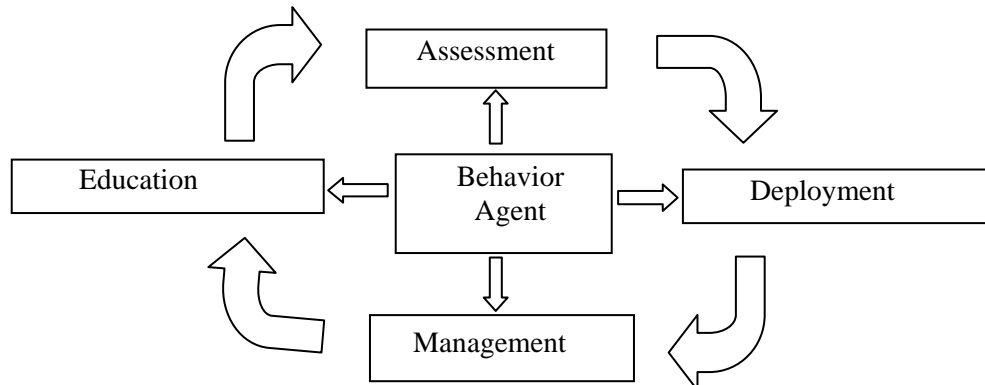 Assessment
Education
Behavior
Agent
Deployment
Management